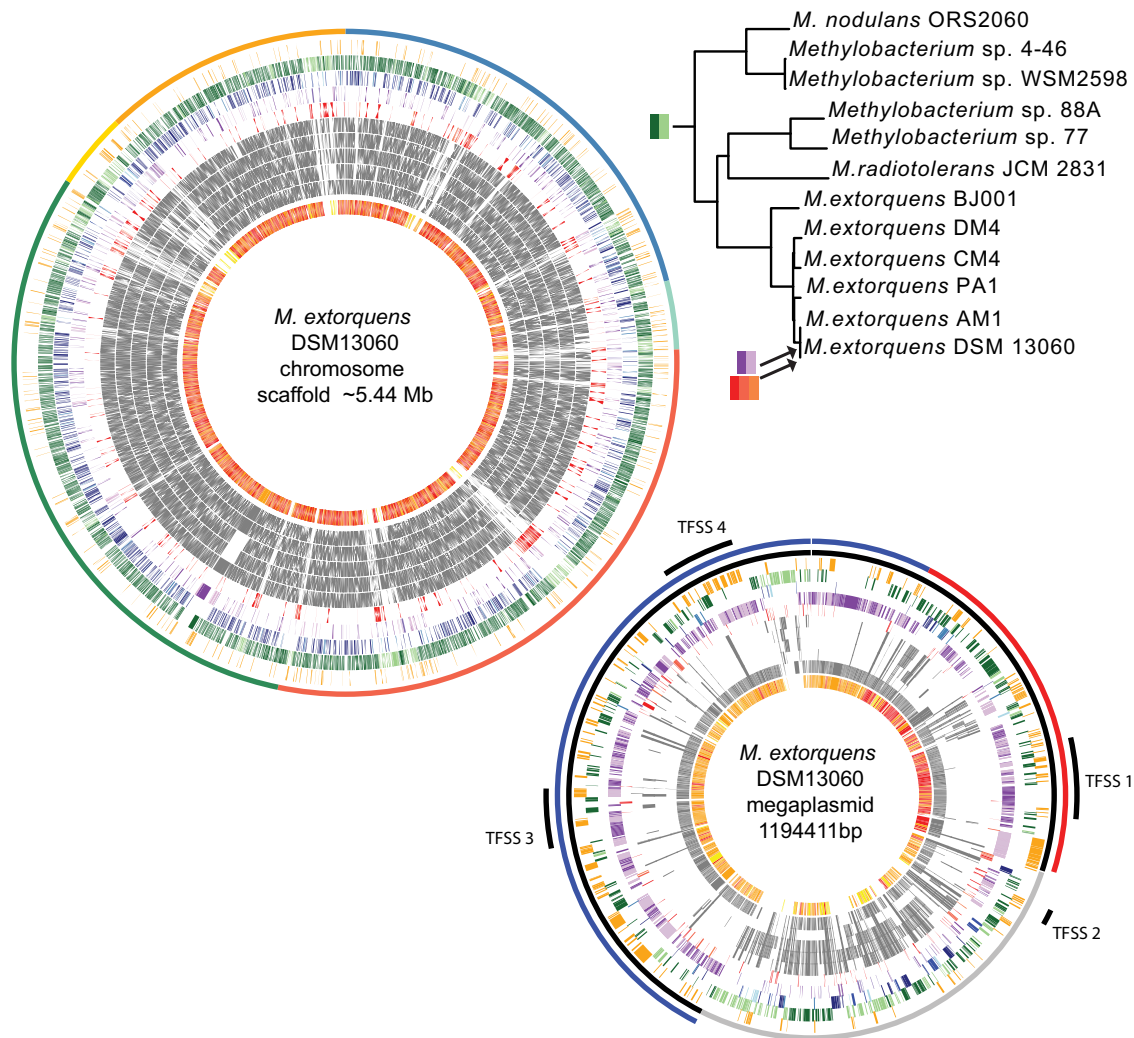 M. nodulans ORS2060
Methylobacterium sp. 4-46
Methylobacterium sp. WSM2598
Methylobacterium sp. 88A
Methylobacterium sp. 77
M.radiotolerans JCM 2831
M.extorquens BJ001
M.extorquens DM4
M.extorquens CM4
M.extorquens PA1
M.extorquens AM1
M.extorquens DSM 13060
M. extorquens
DSM13060
chromosome
scaffold ~5.44 Mb
TFSS 4
M. extorquens
DSM13060
megaplasmid
1194411bp
TFSS 1
TFSS 3
TFSS 2